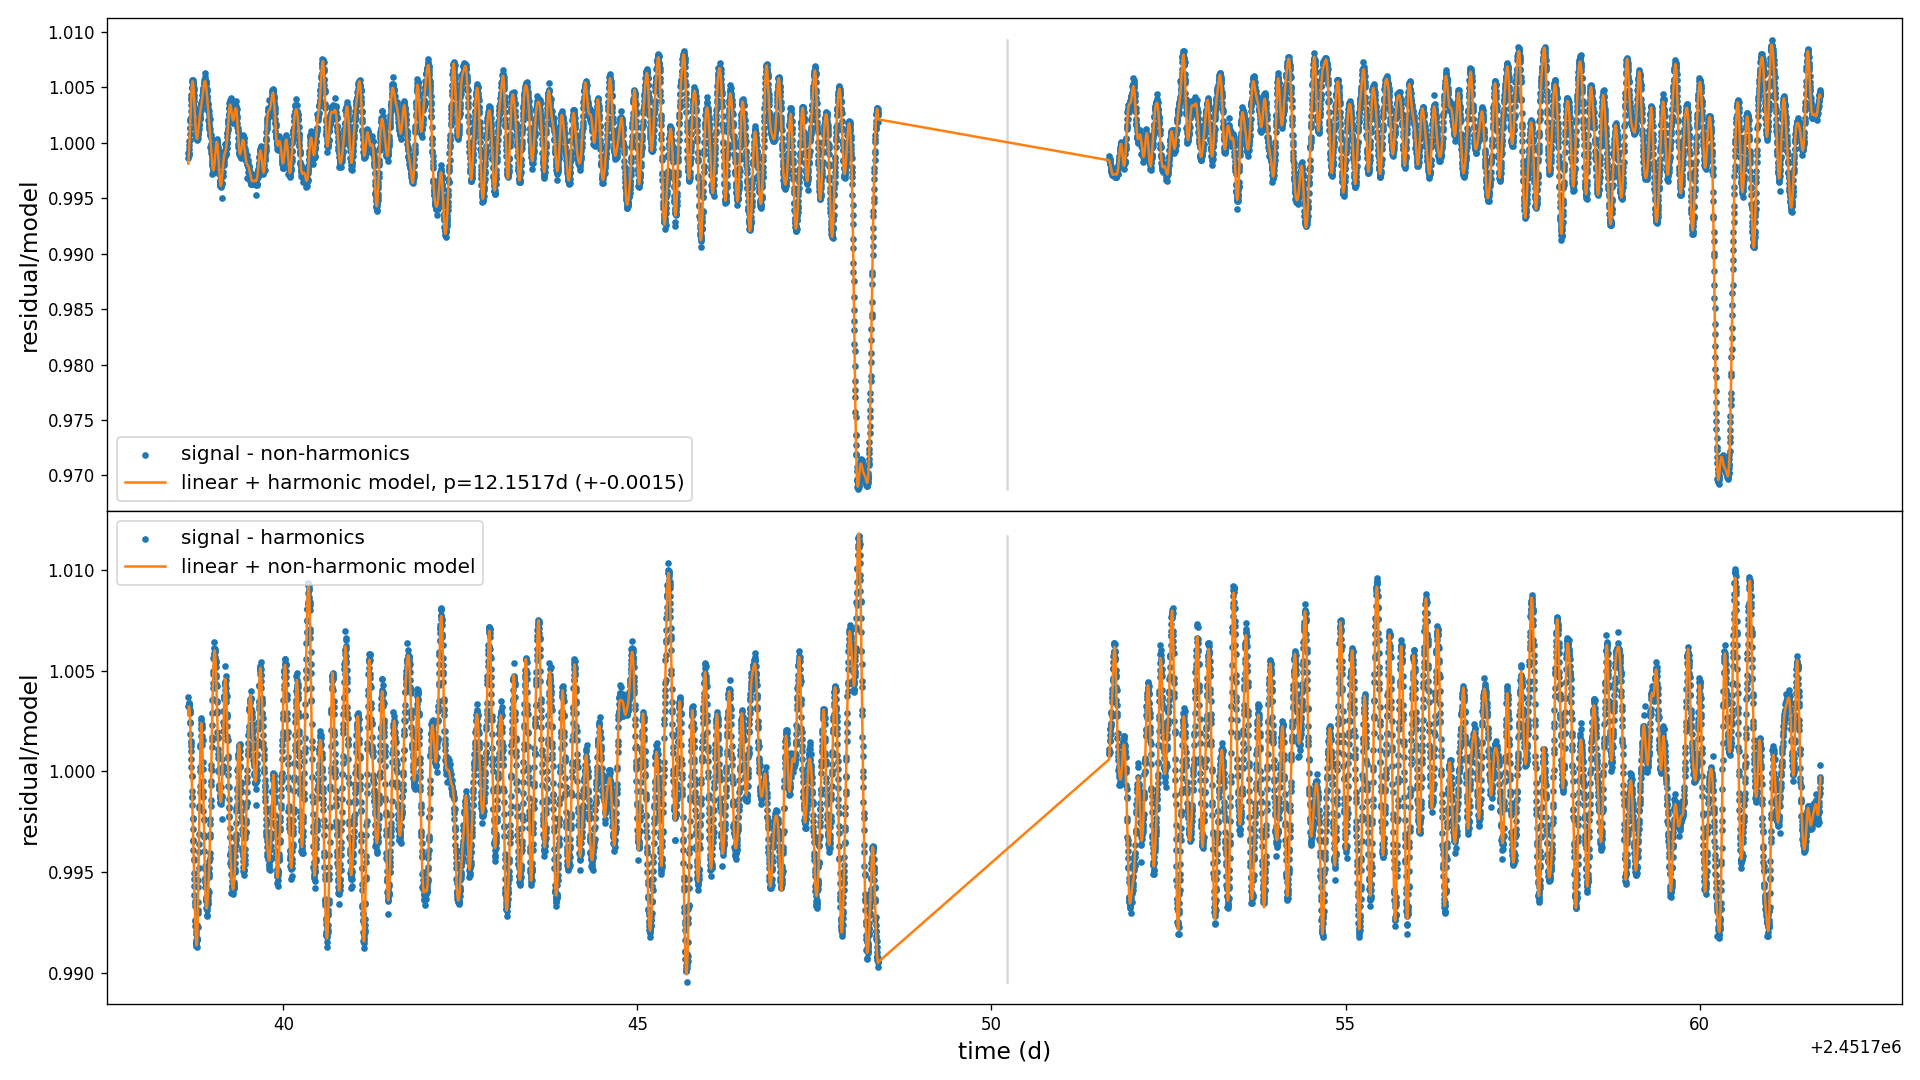 1.010
1.005
1.000
0.995
0.990
0.985
0.980
0.975
0.970
residual/model
signal - non-harmonics
linear + harmonic model, p=12.1517d (+-0.0015)
signal - harmonics
linear + non-harmonic model
1.010
1.005
1.000
0.995
0.990
residual/model
40 45 50 55 60
time (d)
+2.4517e6